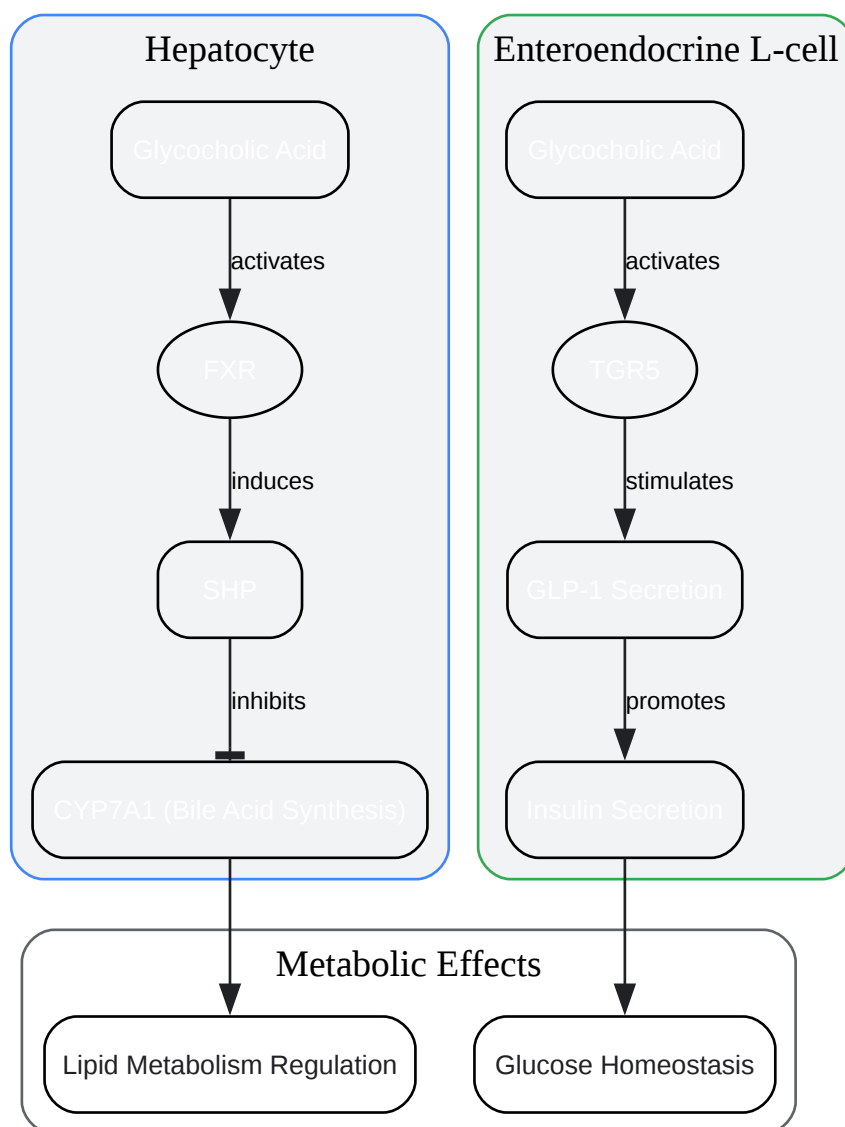 Hepatocyte
Glycocholic Acid
activates
FXR
induces
SHP
inhibits
CYP7A1 (Bile Acid Synthesis)
Enteroendocrine L-cell
Glycocholic Acid
activates
TGR5
stimulates
GLP-1 Secretion
promotes
Insulin Secretion
Metabolic Effects
Lipid Metabolism Regulation
Glucose Homeostasis